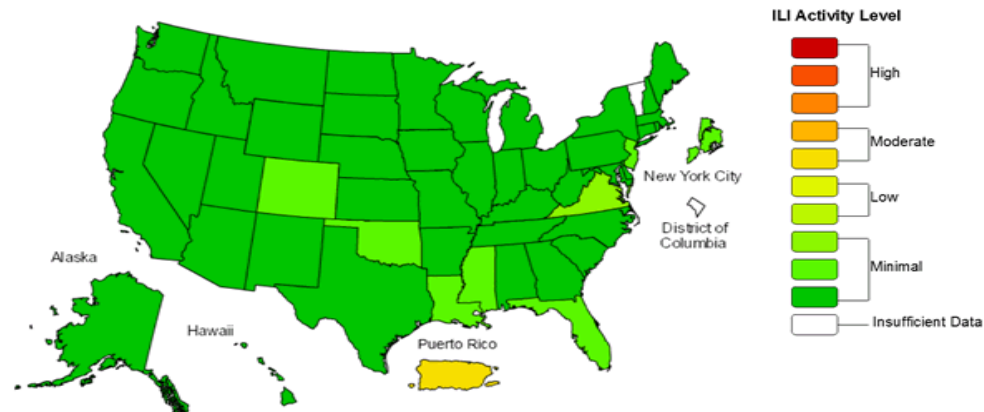 ILI Activity Level
High
Moderate
Low
Minimal
Insufficient Data
New York City
District of
Columbia
Alaska
Hawaii
Puerto Rico